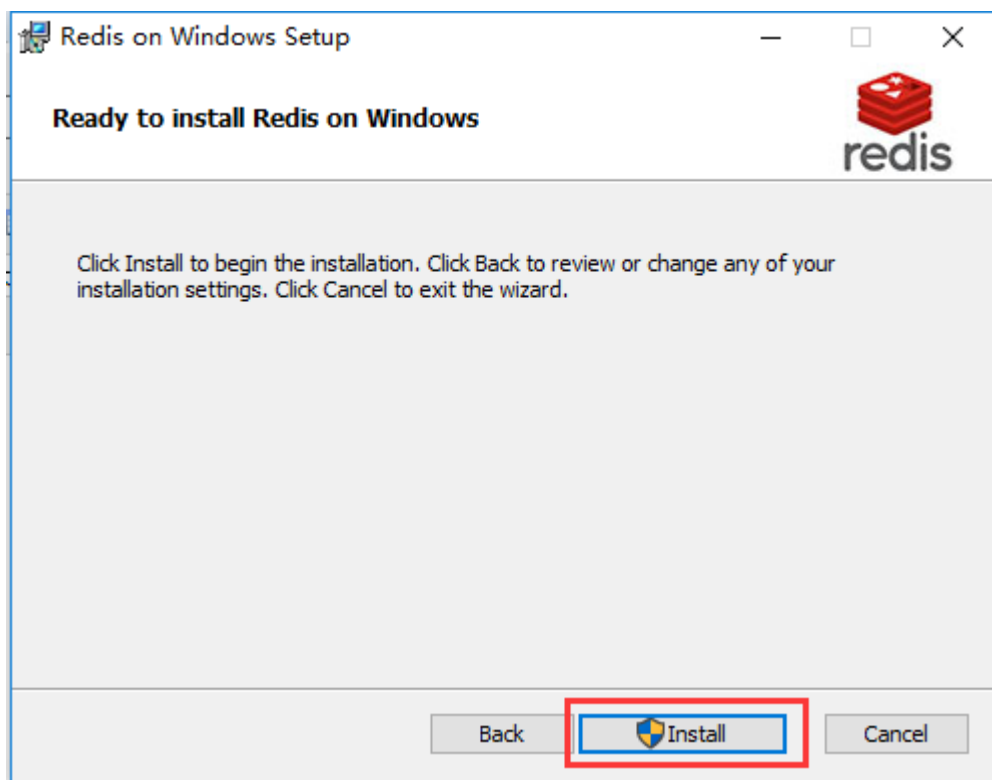 Redis on Windows Setup
Ready to install Redis on Windows
redis
Click Install to begin the installation. Click Back to review or change any of your
installation settings. Click Cancel to exit the wizard.
Back
Install
Cancel